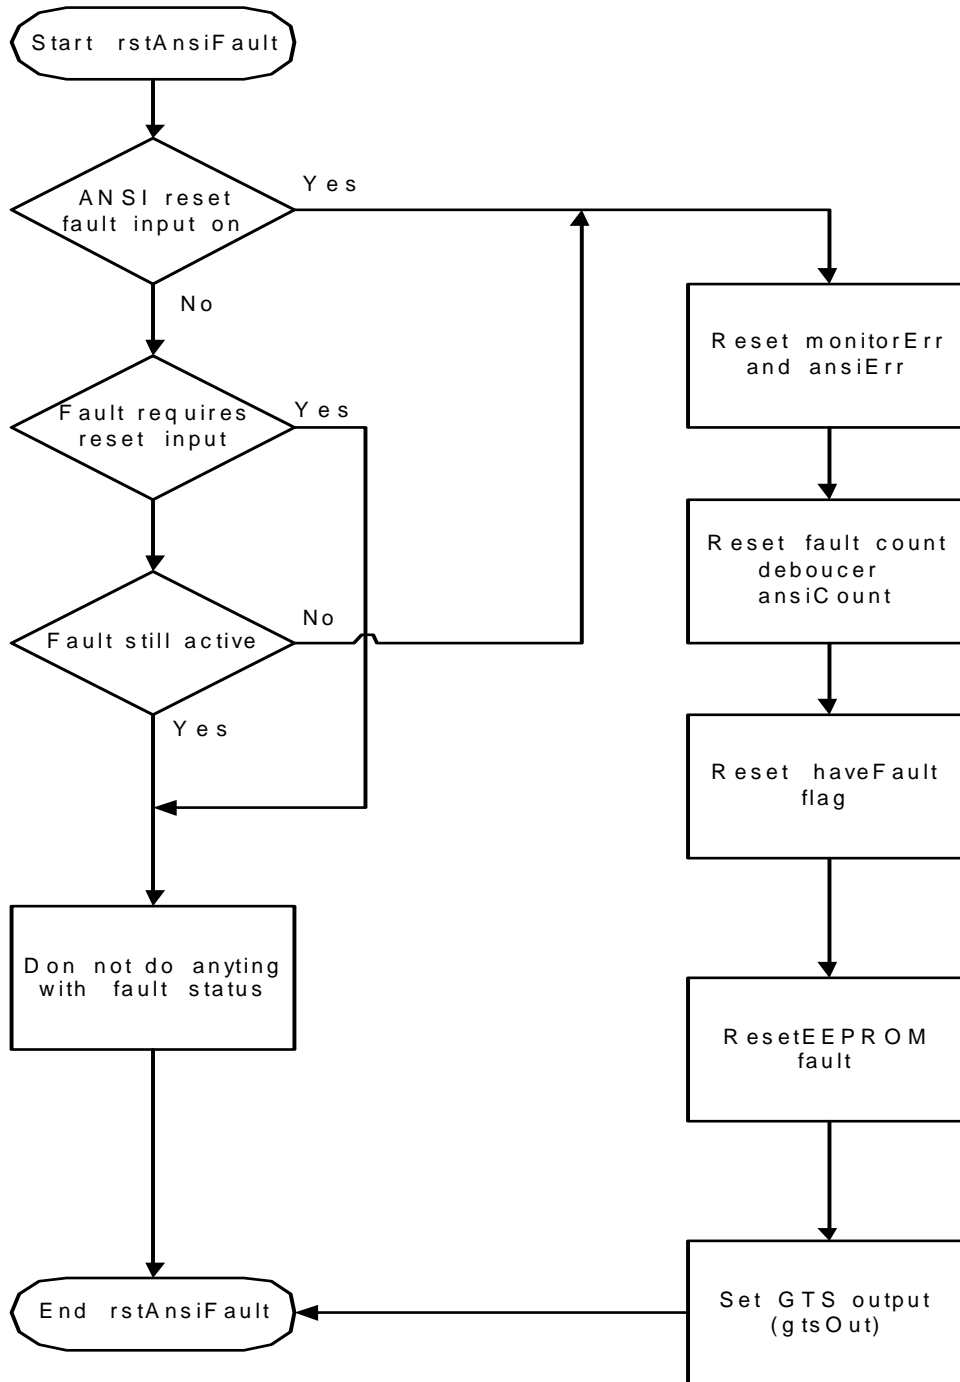 Start rstAnsiFault
ANSI reset
fault input on
Yes
No
Fault requires
reset input
Yes
Fault still active
No
Yes
Don not do anyting
with fault status
End rstAnsiFault
Reset monitorErr
and ansiErr
Reset fault count
deboucer
ansiCount
Reset haveFault
flag
ResetEEPROM
fault
Set GTS output
(gtsOut)